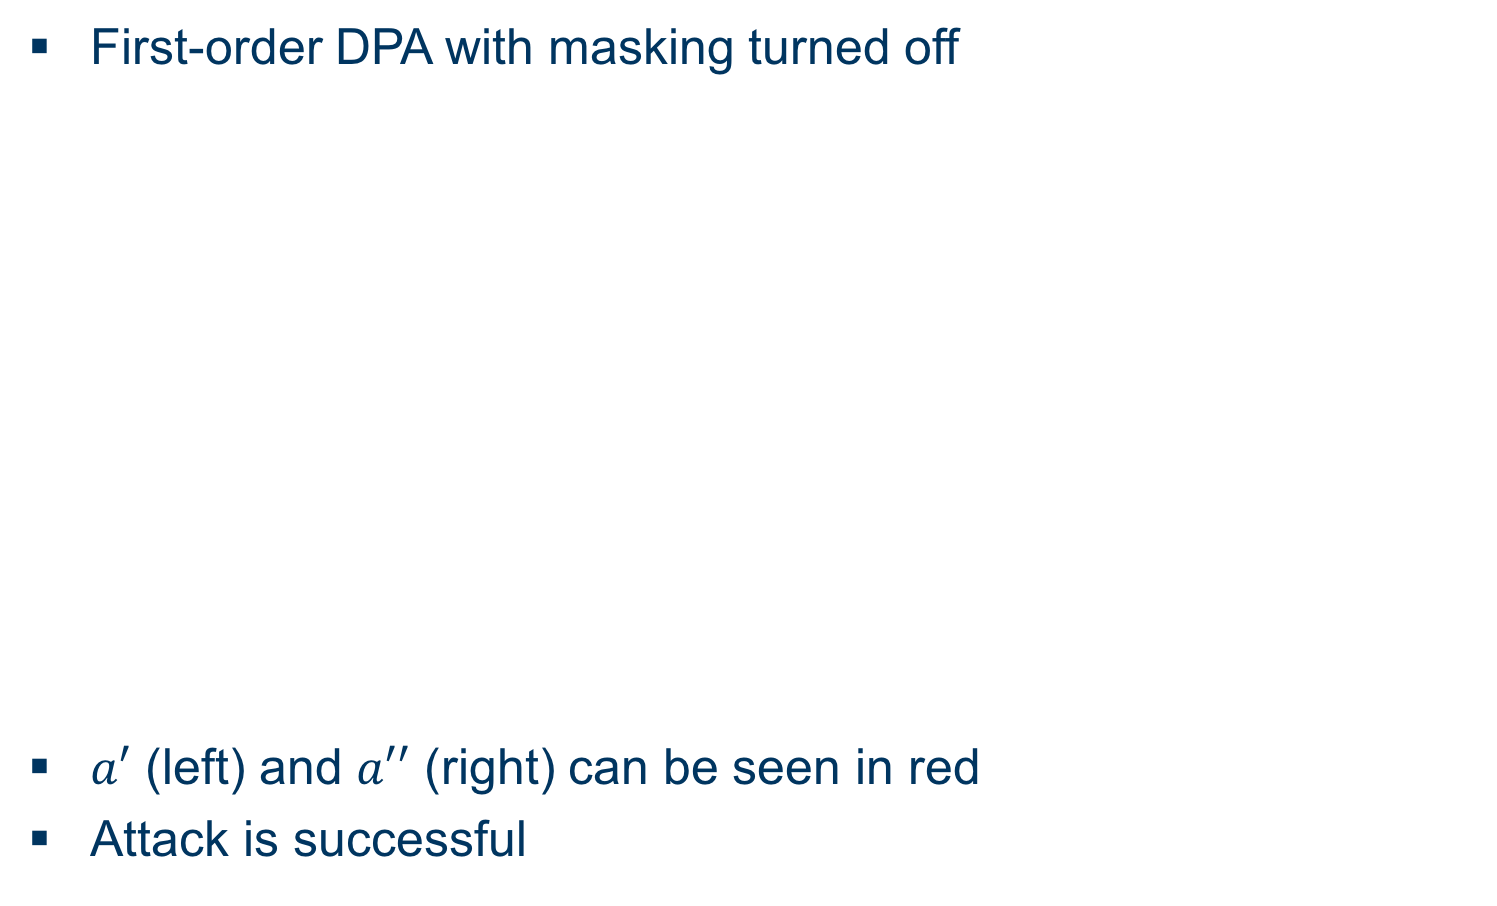 ▪ First-order DPA with masking turned off
▪ a′ (left) and a′′ (right) can be seen in red
▪ Attack is successful